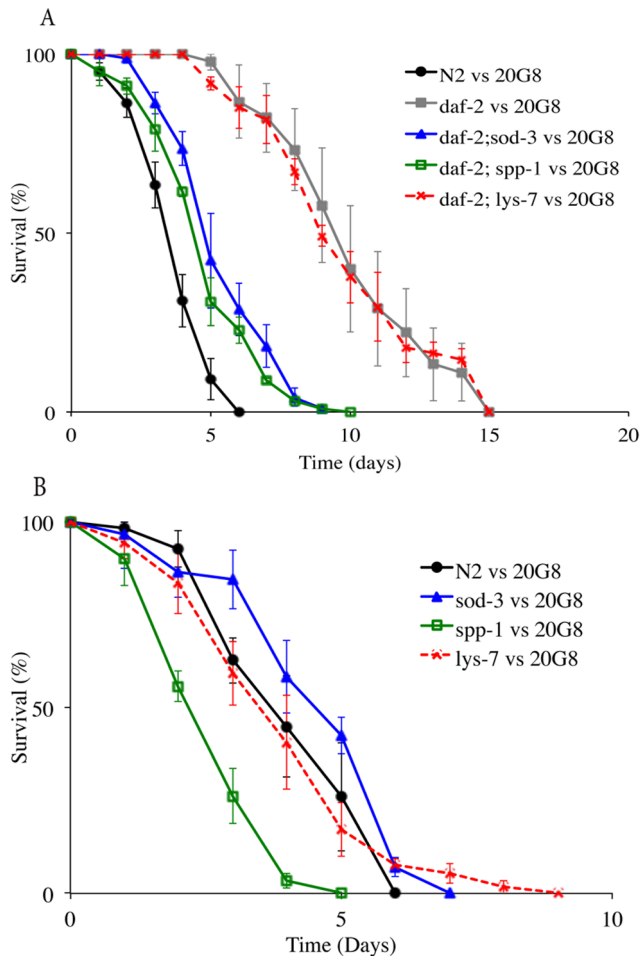 A
100
50
0
Survival (%)
N2 vs 20G8
daf-2 vs 20G8
daf-2;sod-3 vs 20G8
daf-2; spp-1 vs 20G8
daf-2; lys-7 vs 20G8
0 5 10 15 20
Time (days)
B
100
50
0
Survival (%)
N2 vs 20G8
sod-3 vs 20G8
spp-1 vs 20G8
lys-7 vs 20G8
0 5 10
Time (Days)